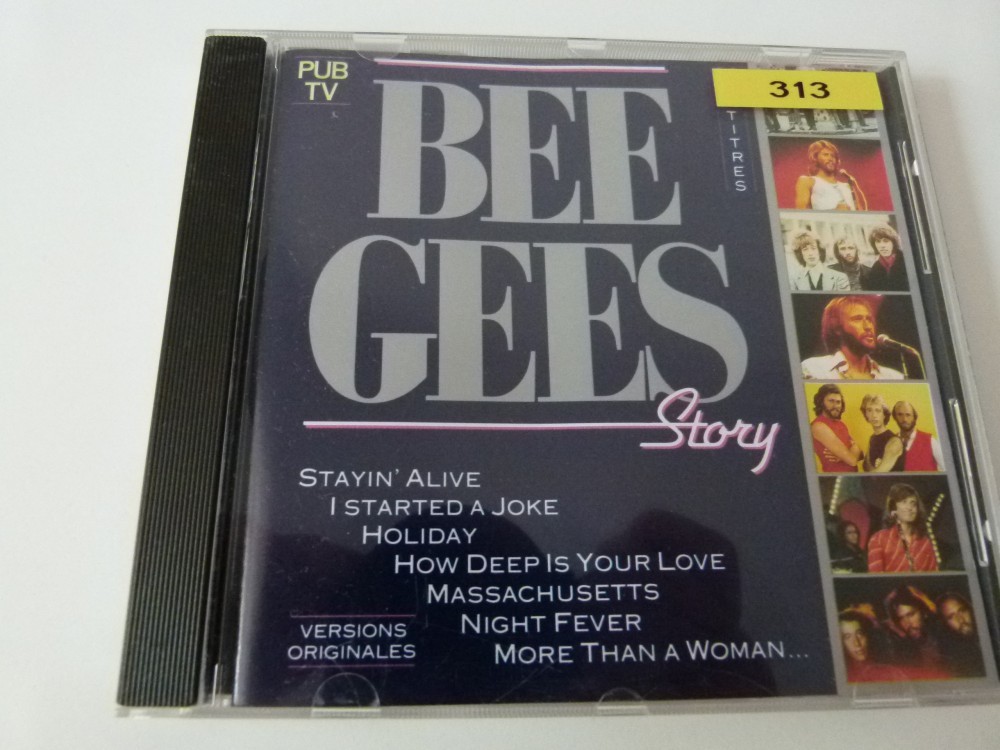 PUB
TV
313
BEE
TITRES
GEES
Story
STAYIN' ALIVE
I STARTED A JOKE
HOLIDAY
HOW DEEP IS YOUR LOVE
MASSACHUSETTS
NIGHT FEVER
MORE THAN A WOMAN...
VERSIONS
ORIGINALES